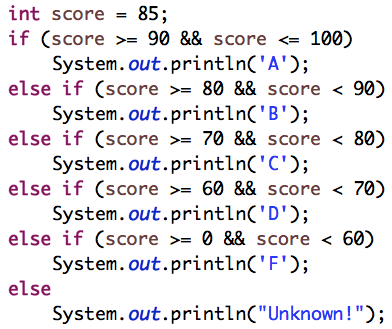 int score = 85;
if (score >= 90 && score <= 100)
    System.out.println('A');
else if (score >= 80 && score < 90)
    System.out.println('B');
else if (score >= 70 && score < 80)
    System.out.println('C');
else if (score >= 60 && score < 70)
    System.out.println('D');
else if (score >= 0 && score < 60)
    System.out.println('F');
else
    System.out.println("Unknown!");